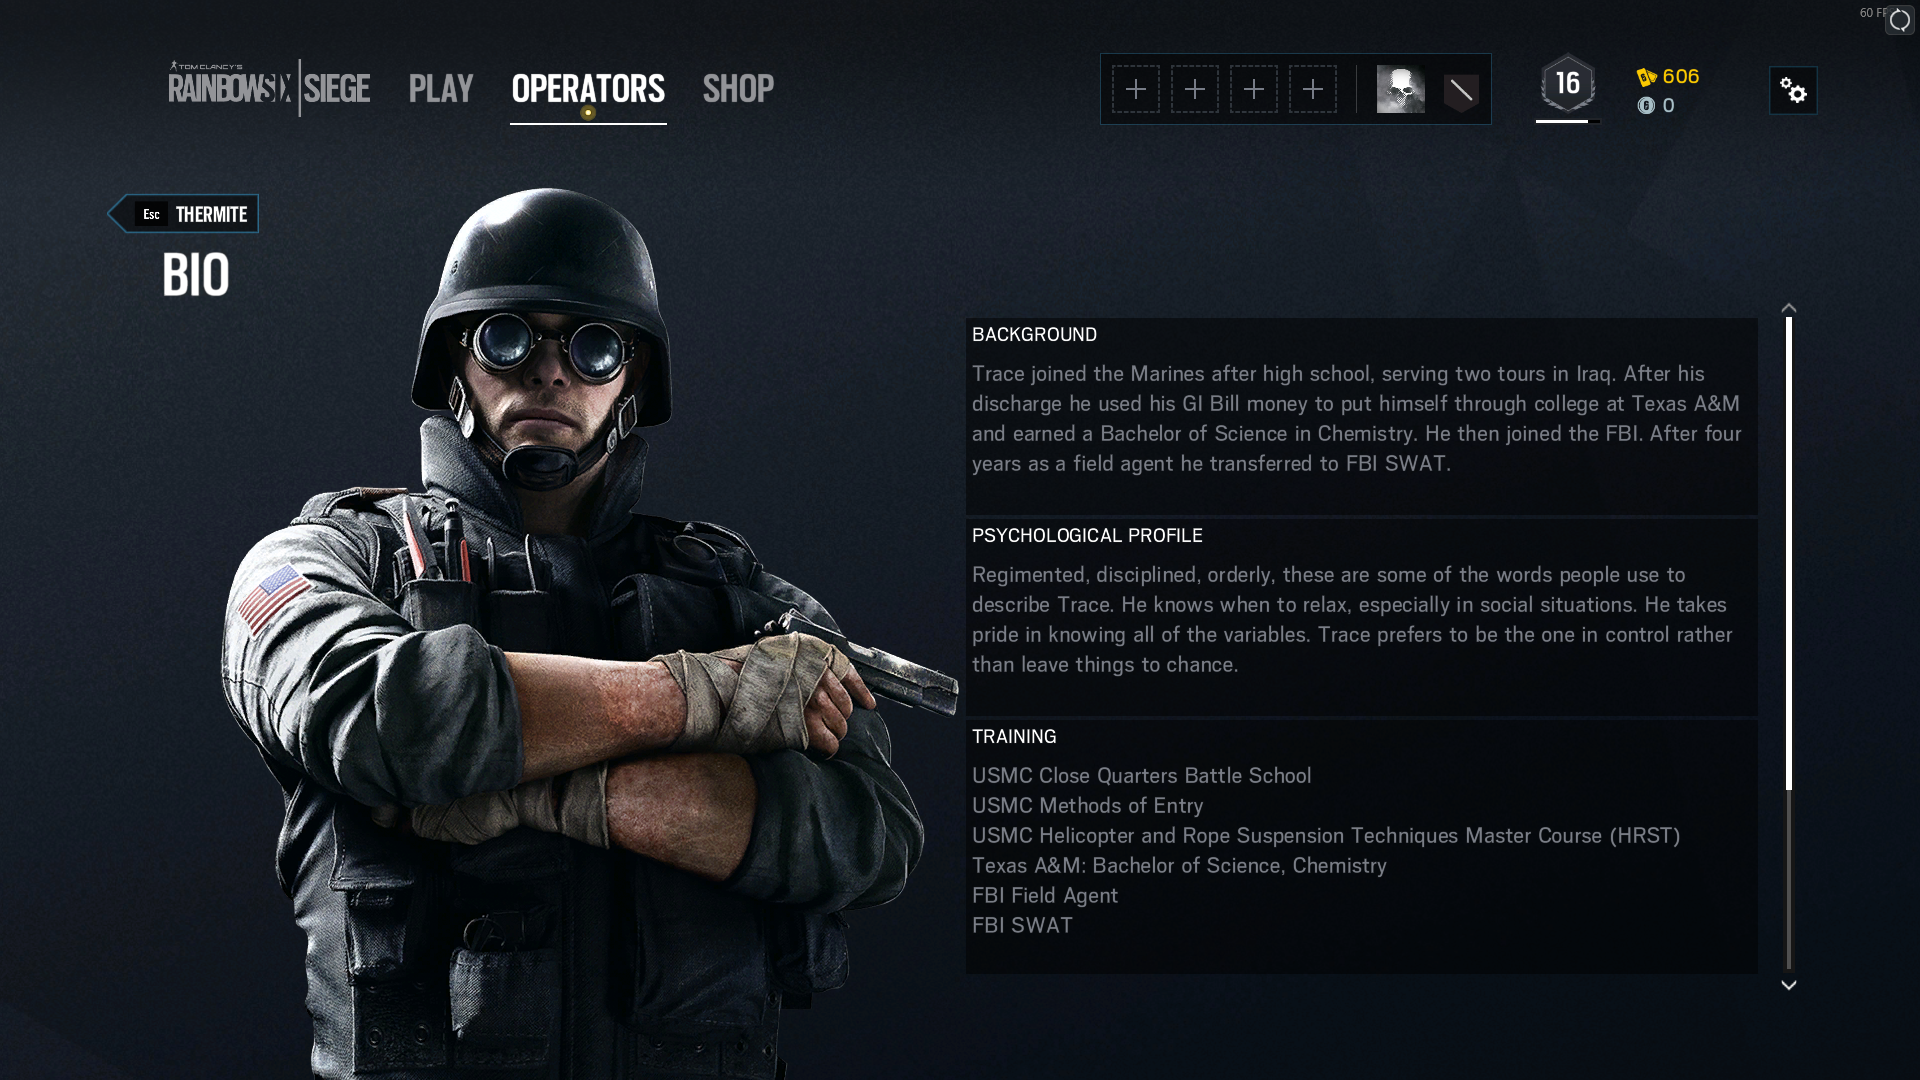 60
TOM CLANCY'S
RAINBOWSIX SIEGE
PLAY
OPERATORS
SHOP
16
606
0
Esc THERMITE
BIO
BACKGROUND
Trace joined the Marines after high school, serving two tours in Iraq. After his
discharge he used his GI Bill money to put himself through college at Texas A&M
and earned a Bachelor of Science in Chemistry. He then joined the FBI. After four
years as a field agent he transferred to FBI SWAT.
PSYCHOLOGICAL PROFILE
Regimented, disciplined, orderly, these are some of the words people use to
describe Trace. He knows when to relax, especially in social situations. He takes
pride in knowing all of the variables. Trace prefers to be the one in control rather
than leave things to chance.
TRAINING
USMC Close Quarters Battle School
USMC Methods of Entry
USMC Helicopter and Rope Suspension Techniques Master Course (HRST)
Texas A&M: Bachelor of Science, Chemistry
FBI Field Agent
FBI SWAT